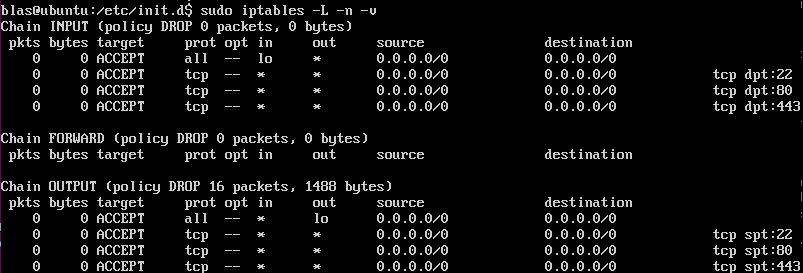 blas@ubuntu:/etc/init.d$ sudo iptables -L -n -v
Chain INPUT (policy DROP 0 packets, 0 bytes)
pkts bytes target prot opt in out source destination
0 0 ACCEPT all -- lo * 0.0.0.0/0 0.0.0.0/0
0 0 ACCEPT tcp -- * * 0.0.0.0/0 0.0.0.0/0 tcp dpt:22
0 0 ACCEPT tcp -- * * 0.0.0.0/0 0.0.0.0/0 tcp dpt:80
0 0 ACCEPT tcp -- * * 0.0.0.0/0 0.0.0.0/0 tcp dpt:443
Chain FORWARD (policy DROP 0 packets, 0 bytes)
pkts bytes target prot opt in out source destination
Chain OUTPUT (policy DROP 16 packets, 1488 bytes)
pkts bytes target prot opt in out source destination
0 0 ACCEPT all -- * lo 0.0.0.0/0 0.0.0.0/0
0 0 ACCEPT tcp -- * * 0.0.0.0/0 0.0.0.0/0 tcp spt:22
0 0 ACCEPT tcp -- * * 0.0.0.0/0 0.0.0.0/0 tcp spt:80
0 0 ACCEPT tcp -- * * 0.0.0.0/0 0.0.0.0/0 tcp spt:443